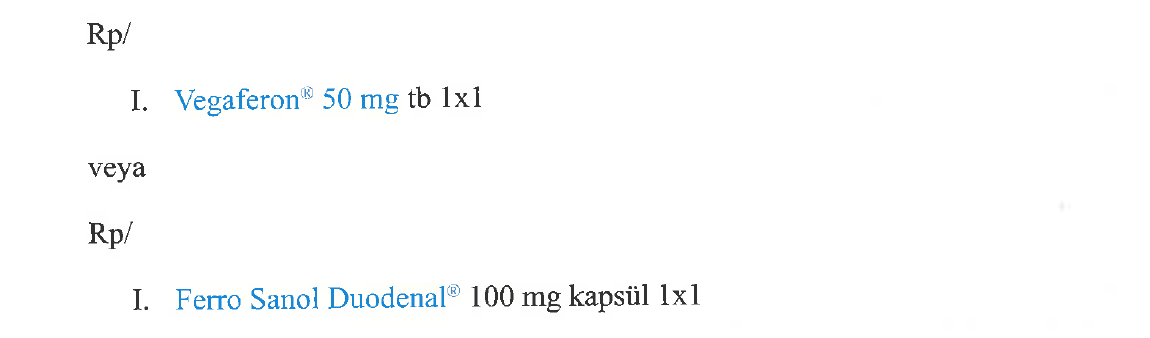 Rp/
I. Vegaferon® 50 mg tb 1x1
veya
Rp/
I. Ferro Sanol Duodenal® 100 mg kapsül 1x1